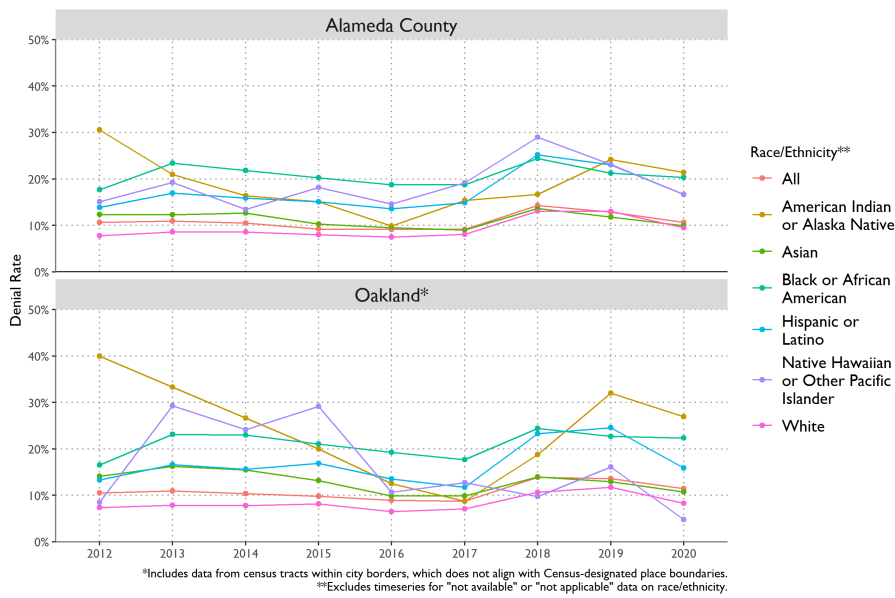 Alameda County
50%
40%
30%
20%
10%
0%
Denial Rate
Oakland*
50%
40%
30%
20%
10%
0%
2012 2013 2014 2015 2016 2017 2018 2019 2020
Race/Ethnicity**
All
American Indian
or Alaska Native
Asian
Black or African
American
Hispanic or
Latino
Native Hawaiian
or Other Pacific
Islander
White
*Includes data from census tracts within city borders, which does not align with Census-designated place boundaries.
**Excludes timeseries for "not available" or "not applicable" data on race/ethnicity.